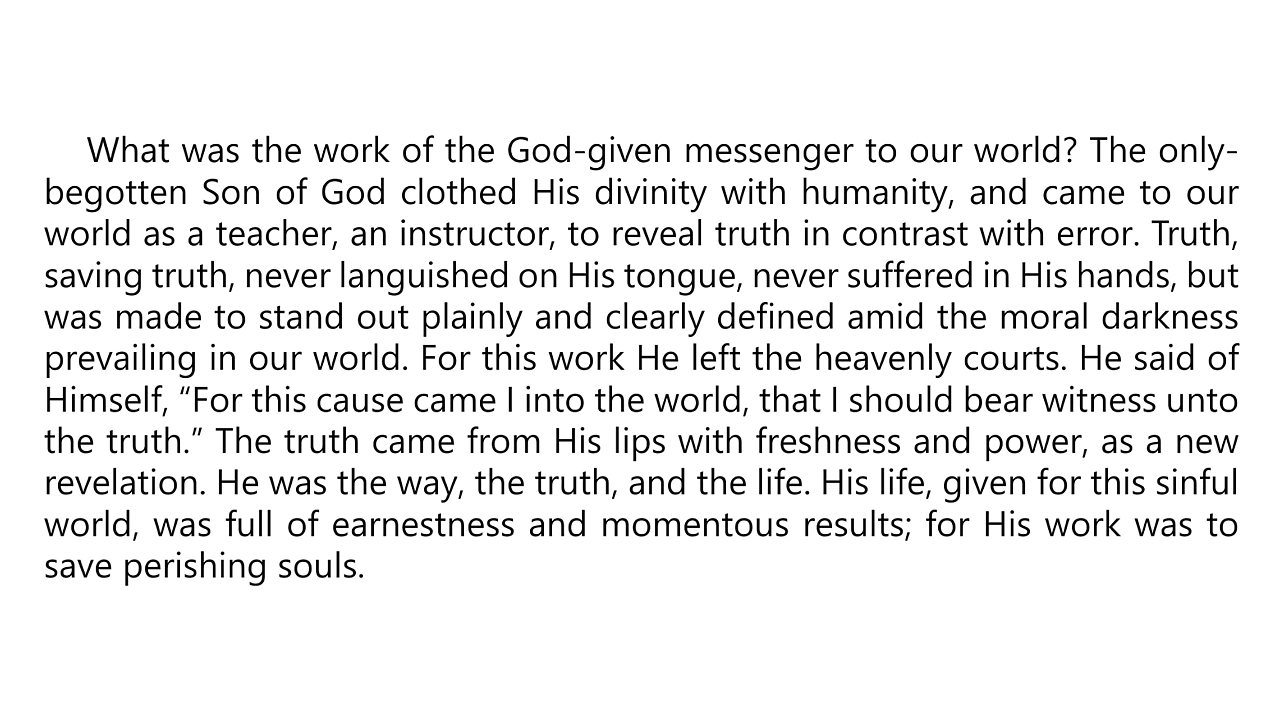 What was the work of the God-given messenger to our world? The only-
begotten Son of God clothed His divinity with humanity, and came to our
world as a teacher, an instructor, to reveal truth in contrast with error. Truth,
saving truth, never languished on His tongue, never suffered in His hands, but
was made to stand out plainly and clearly defined amid the moral darkness
prevailing in our world. For this work He left the heavenly courts. He said of
Himself, “For this cause came I into the world, that I should bear witness unto
the truth.” The truth came from His lips with freshness and power, as a new
revelation. He was the way, the truth, and the life. His life, given for this sinful
world, was full of earnestness and momentous results; for His work was to
save perishing souls.